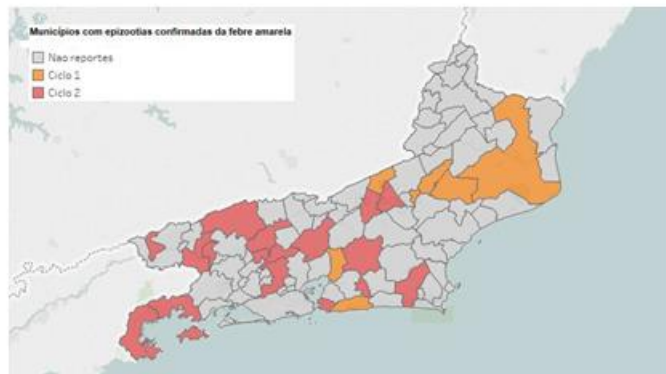 Municípios com epizootias confirmadas da febre amarela
Nao reportes
Ciclo 1
Ciclo 2